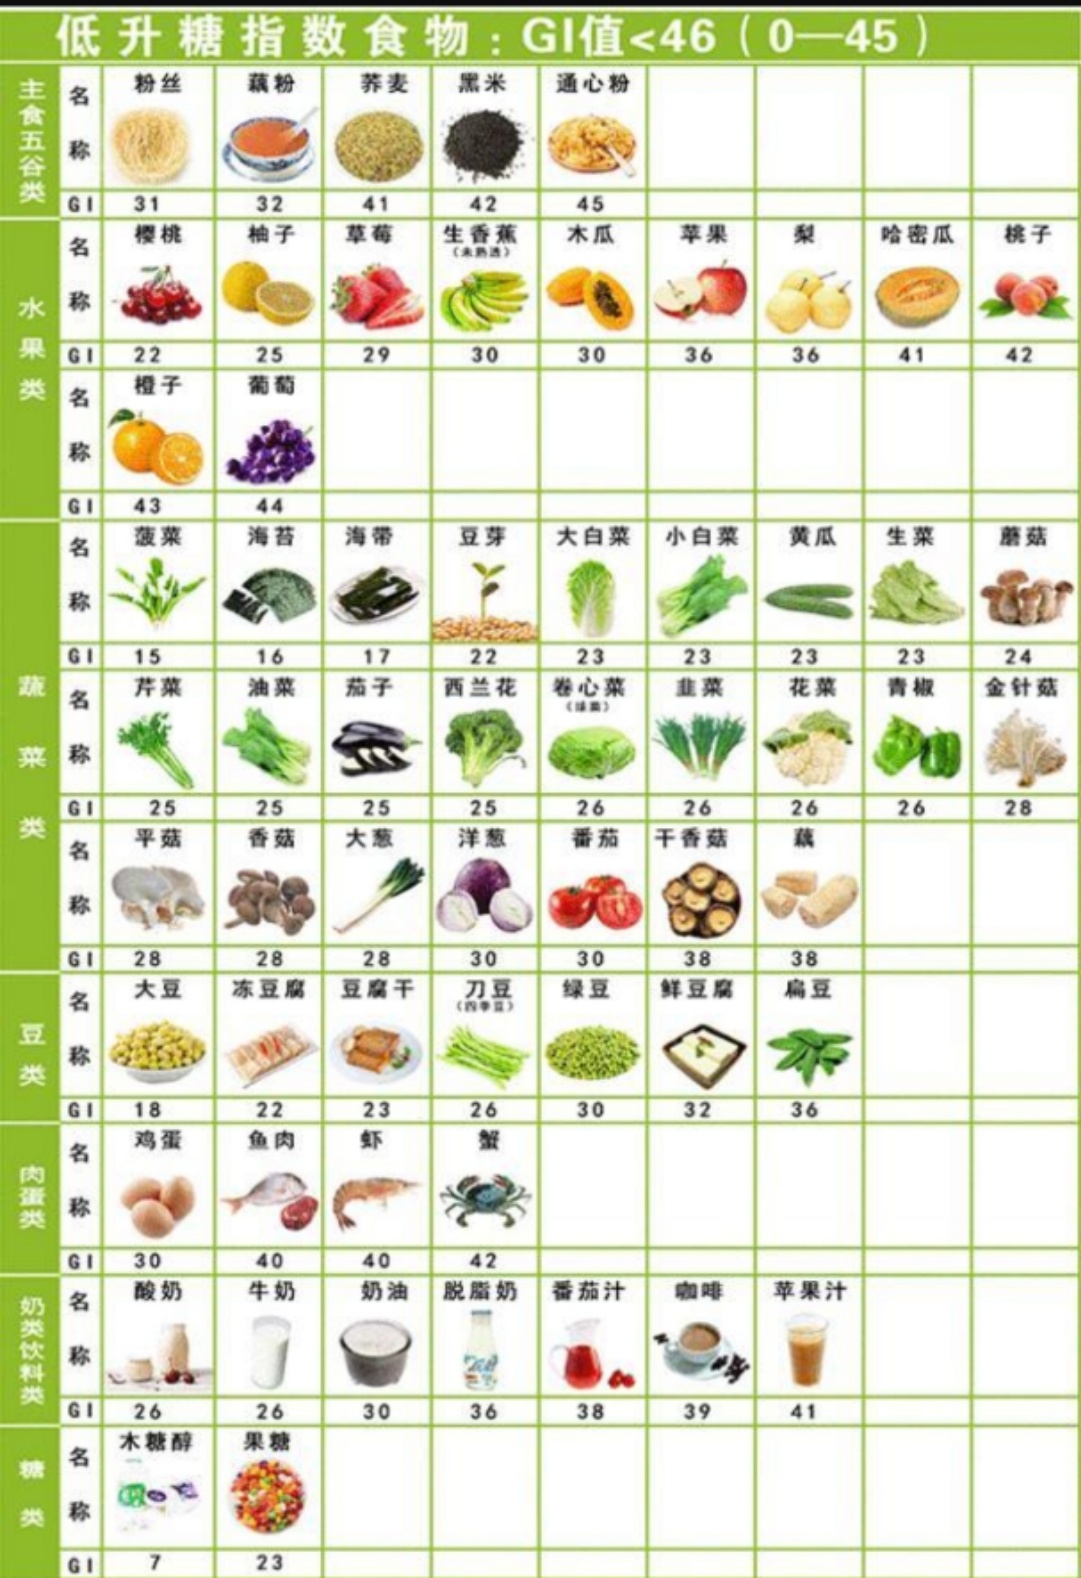 低升糖指数食物：GI值<46（0—45）
主食五谷类
名称 粉丝 藕粉 荞麦 黑米 通心粉
GI 31 32 41 42 45
水果类
名称 樱桃 柚子 草莓 生香蕉 木瓜 苹果 梨 哈密瓜 桃子
（未熟透）
GI 22 25 29 30 30 36 36 41 42
名称 橙子 葡萄
GI 43 44
蔬菜类
名称 菠菜 海苔 海带 豆芽 大白菜 小白菜 黄瓜 生菜 蘑菇
GI 15 16 17 22 23 23 23 23 24
名称 芹菜 油菜 茄子 西兰花 卷心菜 韭菜 花菜 青椒 金针菇
GI 25 25 25 25 26 26 26 26 28
名称 平菇 香菇 大葱 洋葱 番茄 干香菇 藕
GI 28 28 28 30 30 38 38
豆类
名称 大豆 冻豆腐 豆腐干 刀豆 绿豆 鲜豆腐 扁豆
（四季豆）
GI 18 22 23 26 30 32 36
肉蛋类
名称 鸡蛋 鱼肉 虾 蟹
GI 30 40 40 42
奶类饮料类
名称 酸奶 牛奶 奶油 脱脂奶 番茄汁 咖啡 苹果汁
GI 26 26 30 36 38 39 41
糖类
名称 木糖醇 果糖
GI 7 23